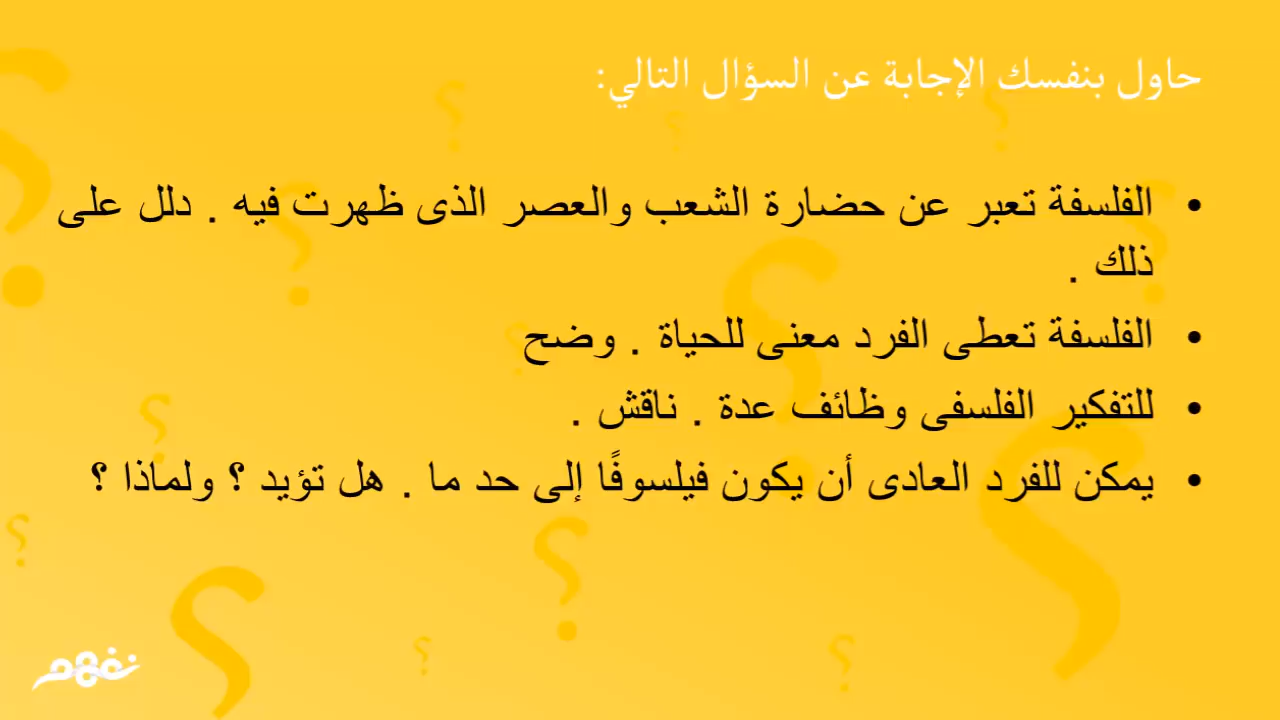 حاول بنفسك الإجابة عن السؤال التالي:
• الفلسفة تعبر عن حضارة الشعب والعصر الذى ظهرت فيه . دلل على
ذلك .
• الفلسفة تعطى الفرد معنى للحياة . وضح
• للتفكير الفلسفى وظائف عدة . ناقش .
• يمكن للفرد العادى أن يكون فيلسوفًا إلى حد ما . هل تؤيد ؟ ولماذا ؟
نفهم